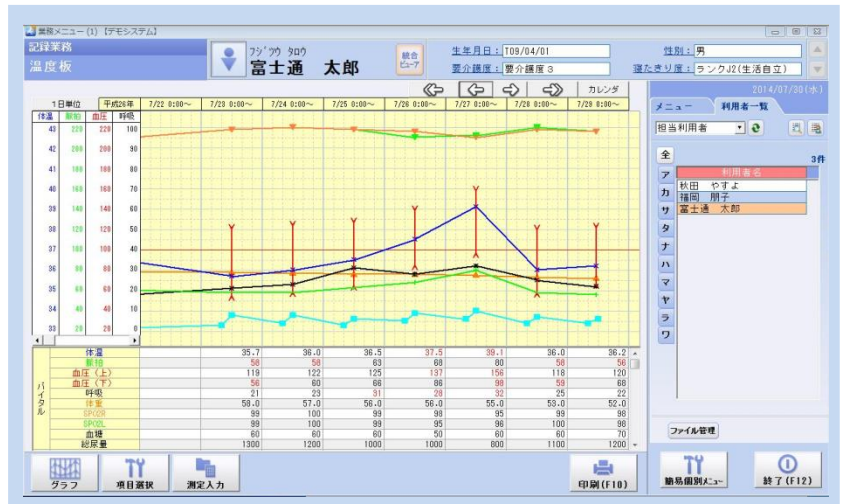 業務メニュー (1) 【デモシステム】
記録業務
温度板
フジツウ タロウ
富士通 太郎
統合ビューア
生年月日： T09/04/01
性別： 男
要介護度： 要介護度３
寝たきり度： ランクJ2(生活自立)
カレンダ
2014/07/30(水)
1日単位 平成26年 7/22 0:00～ 7/23 0:00～ 7/24 0:00～ 7/25 0:00～ 7/26 0:00～ 7/27 0:00～ 7/28 0:00～ 7/29 0:00～
体温 脈拍 血圧 呼吸
43 220 220 100
42 200 200 90
41 180 180 80
40 160 160 70
39 140 140 60
38 120 120 50
37 100 100 40
36 80 80 30
35 60 60 20
34 40 40 10
33 20 20 0
メニュー 利用者一覧
担当利用者
3件
全
ア
カ
サ
タ
ナ
ハ
マ
ヤ
ラ
ワ
利用者名
秋田 やすよ
福岡 朋子
富士通 太郎
バイタル
体温 35.7 36.0 36.5 37.5 39.1 36.0 36.2
脈拍 58 58 63 68 80 58 56
血圧（上） 119 122 125 137 156 118 120
血圧（下） 56 60 66 86 98 59 68
呼吸 21 23 31 28 32 25 22
体重 58.0 57.0 56.0 56.0 55.0 53.0 52.0
SPO2R 99 100 99 98 95 99 98
SPO2L 99 100 99 95 96 100 98
血糖 60 60 60 50 60 60 70
総尿量 1300 1200 1000 1000 800 1100 1200
ファイル管理
グラフ
項目選択
測定入力
印刷(F10)
簡易個別メニュー
終了(F12)